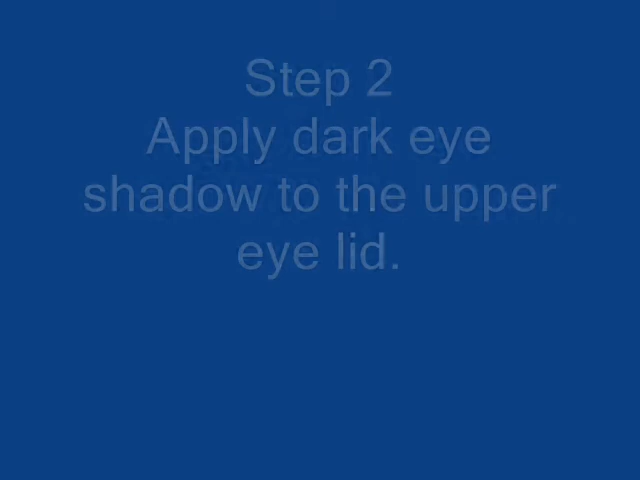 Step 2
Apply dark eye
shadow to the upper
eye lid.